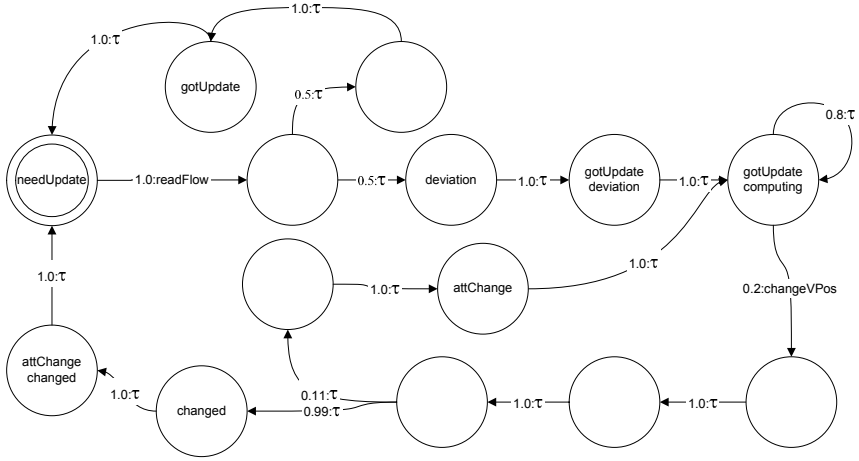 1.0:τ
1.0:τ
gotUpdate
0.5:τ
0.8:τ
needUpdate
1.0:readFlow
0.5:τ
deviation
1.0:τ
gotUpdate
deviation
1.0:τ
gotUpdate
computing
1.0:τ
1.0:τ
attChange
1.0:τ
0.2:changeVPos
attChange
changed
1.0:τ
changed
0.11:τ
0.99:τ
1.0:τ
1.0:τ